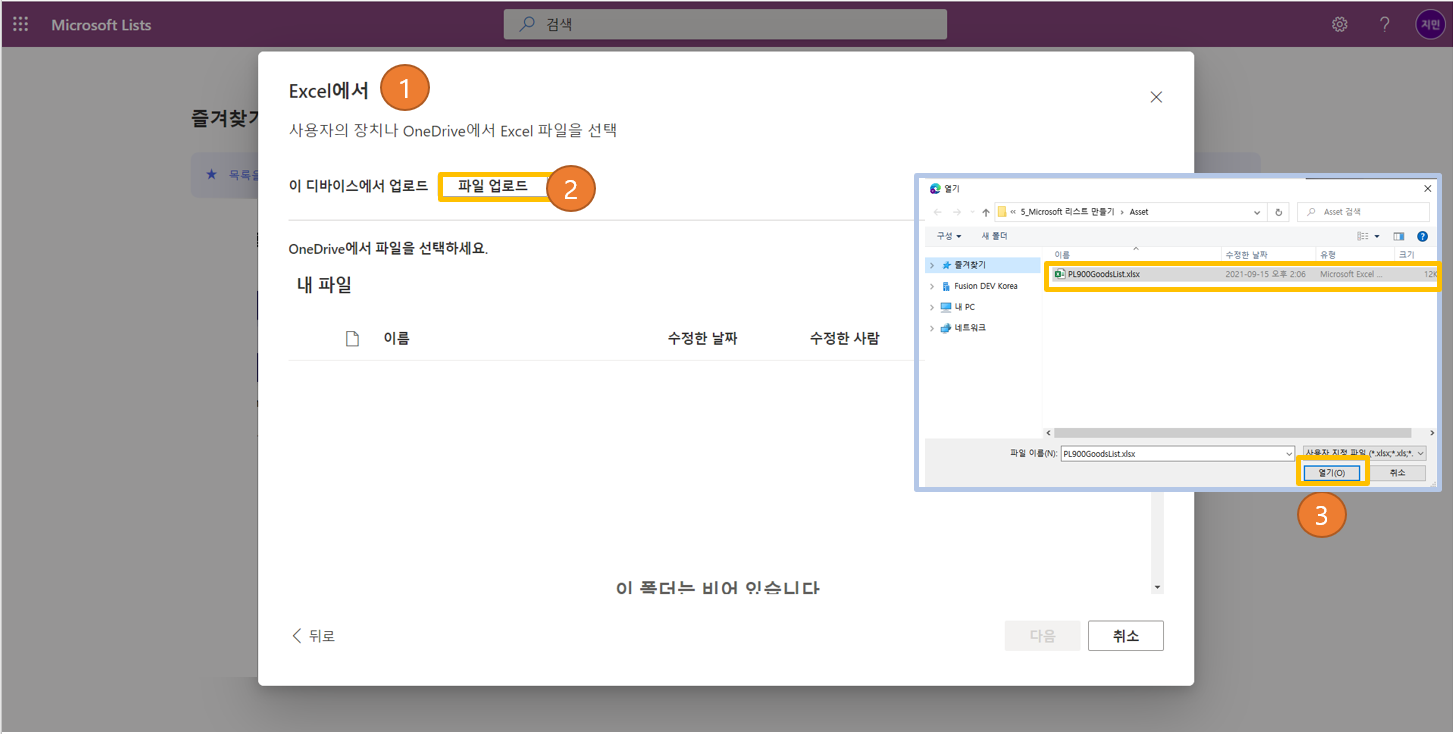 Microsoft Lists
검색
지민
즐겨찾기
목록을
Excel에서
1
사용자의 장치나 OneDrive에서 Excel 파일을 선택
이 디바이스에서 업로드
파일 업로드
2
OneDrive에서 파일을 선택하세요.
내 파일
이름
수정한 날짜
수정한 사람
이 폴더는 비어 있습니다
뒤로
다음
취소
열기
« 5_Microsoft 리스트 만들기 › Asset
Asset 검색
구성
새 폴더
이름
수정한 날짜
유형
크기
즐겨찾기
Fusion DEV Korea
내 PC
네트워크
PL900GoodsList.xlsx
2021-09-15 오후 2:06
Microsoft Excel ...
12K
파일 이름(N):
PL900GoodsList.xlsx
사용자 지정 파일 (*.xlsx;*.xls;*.
열기(O)
취소
3